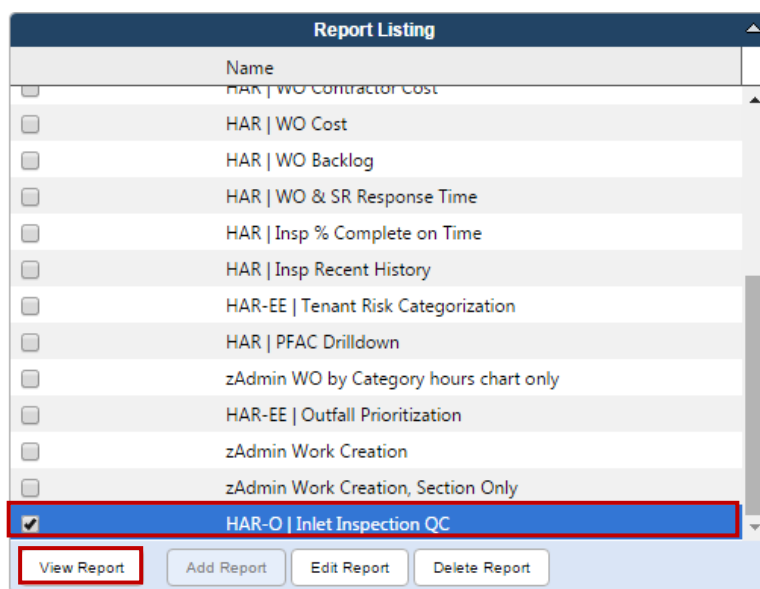 Report Listing
Name
HAR | WO Contractor Cost
HAR | WO Cost
HAR | WO Backlog
HAR | WO & SR Response Time
HAR | Insp % Complete on Time
HAR | Insp Recent History
HAR-EE | Tenant Risk Categorization
HAR | PFAC Drilldown
zAdmin WO by Category hours chart only
HAR-EE | Outfall Prioritization
zAdmin Work Creation
zAdmin Work Creation, Section Only
HAR-O | Inlet Inspection QC
View Report Add Report Edit Report Delete Report